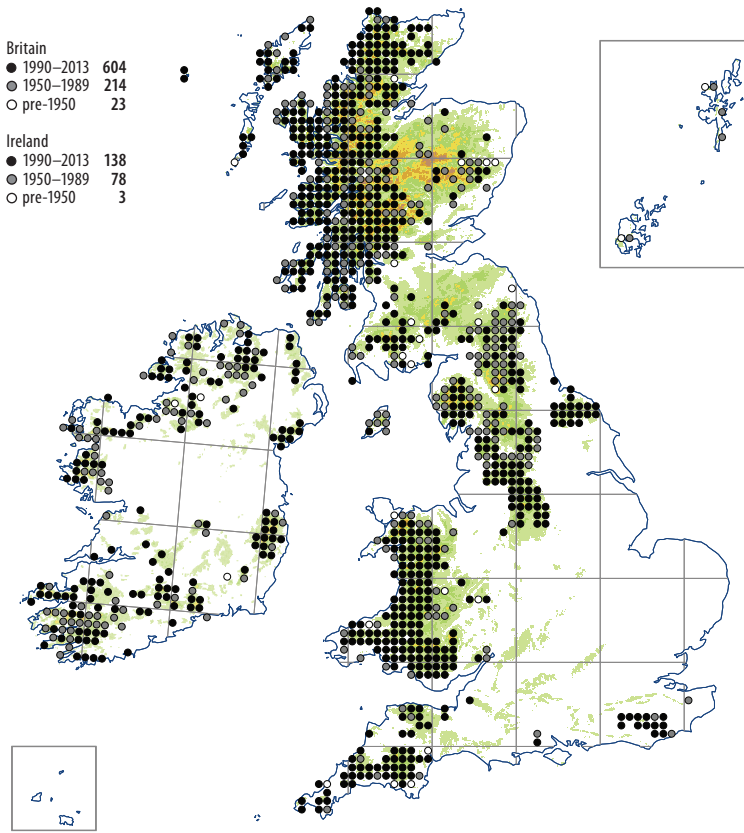 Britain
1990–2013 604
1950–1989 214
pre-1950 23
Ireland
1990–2013 138
1950–1989 78
pre-1950 3